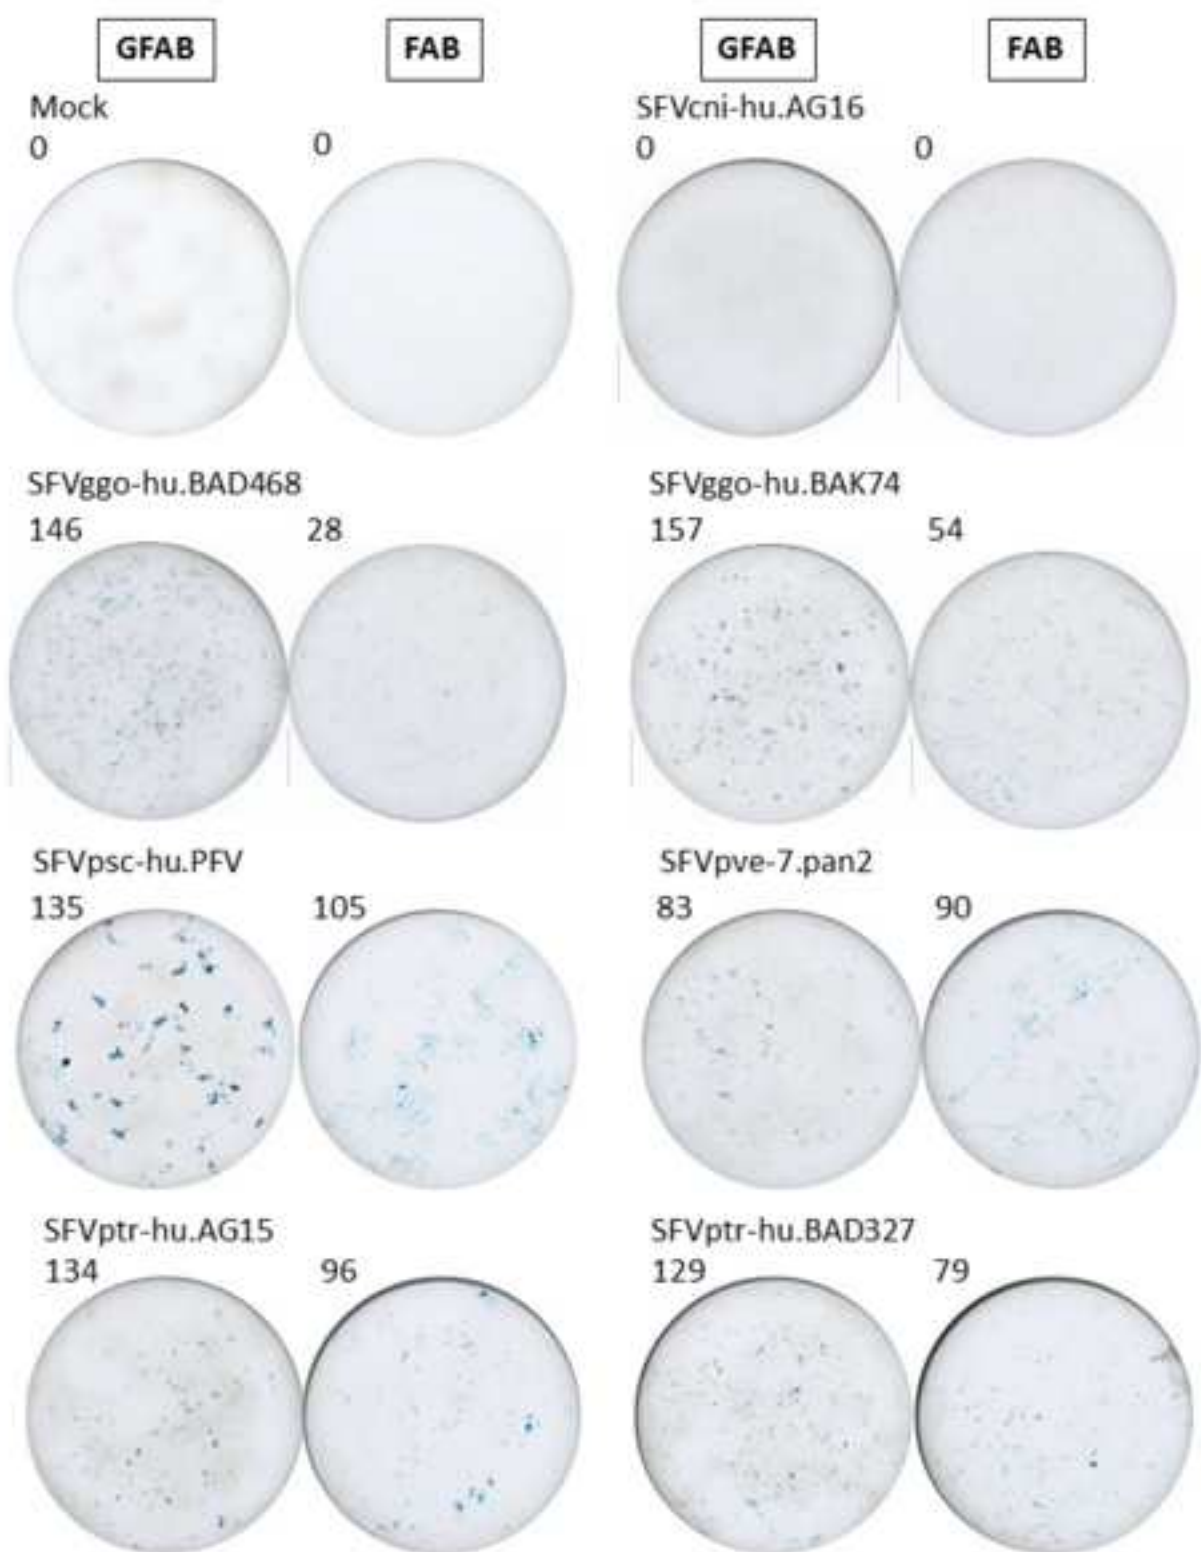 GFAB FAB GFAB FAB
Mock SFVcni-hu.AG16
0 0 0 0
SFVggo-hu.BAD468 SFVggo-hu.BAK74
146 28 157 54
SFVpsc-hu.PFV SFVpve-7.pan2
135 105 83 90
SFVptr-hu.AG15 SFVptr-hu.BAD327
134 96 129 79